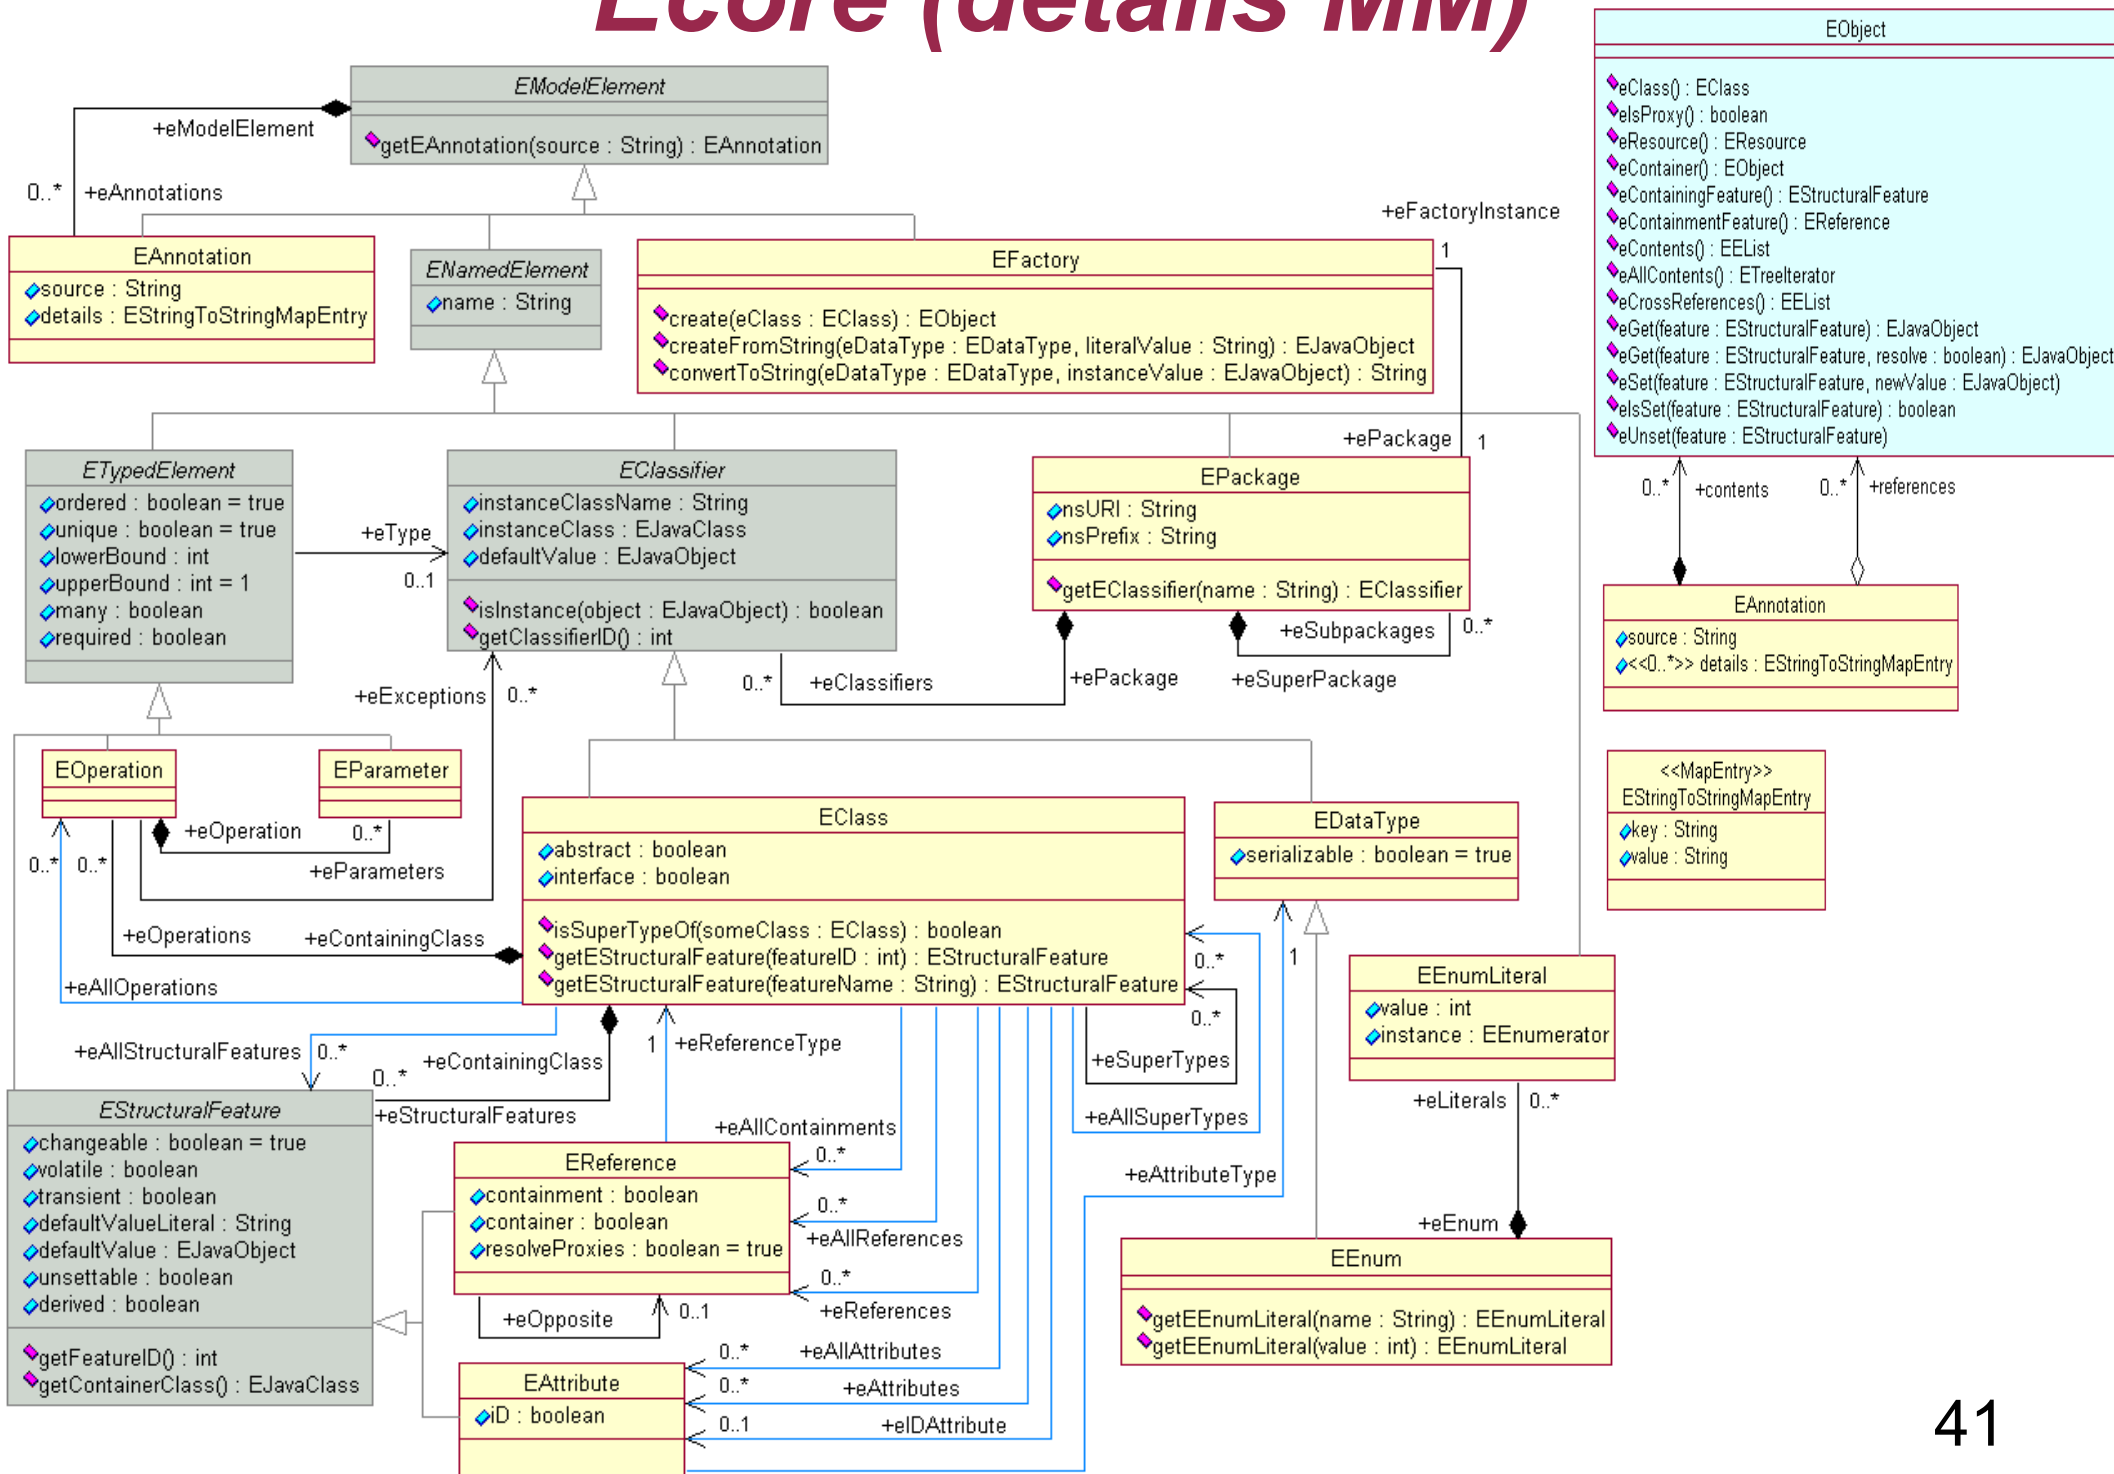 Ecore (détails MM)
EModelElement
getEAnnotation(source : String) : EAnnotation
+eModelElement
0..*
+eAnnotations
EAnnotation
source : String
details : EStringToStringMapEntry
ENamedElement
name : String
EFactory
create(eClass : EClass) : EObject
createFromString(eDataType : EDataType, literalValue : String) : EJavaObject
convertToString(eDataType : EDataType, instanceValue : EJavaObject) : String
+eFactoryInstance
1
+ePackage
1
EObject
eClass() : EClass
eIsProxy() : boolean
eResource() : EResource
eContainer() : EObject
eContainingFeature() : EStructuralFeature
eContainmentFeature() : EReference
eContents() : EEList
eAllContents() : ETreeIterator
eCrossReferences() : EEList
eGet(feature : EStructuralFeature) : EJavaObject
eGet(feature : EStructuralFeature, resolve : boolean) : EJavaObject
eSet(feature : EStructuralFeature, newValue : EJavaObject)
eIsSet(feature : EStructuralFeature) : boolean
eUnset(feature : EStructuralFeature)
0..*
+contents
0..*
+references
EAnnotation
source : String
<<0..*>> details : EStringToStringMapEntry
<<MapEntry>>
EStringToStringMapEntry
key : String
value : String
ETypedElement
ordered : boolean = true
unique : boolean = true
lowerBound : int
upperBound : int = 1
many : boolean
required : boolean
+eType
0..1
EClassifier
instanceClassName : String
instanceClass : EJavaClass
defaultValue : EJavaObject
isInstance(object : EJavaObject) : boolean
getClassifierID() : int
EPackage
nsURI : String
nsPrefix : String
getEClassifier(name : String) : EClassifier
+eSubpackages
0..*
+eSuperPackage
+ePackage
0..*
+eClassifiers
+eExceptions
0..*
EOperation
EParameter
+eOperation
0..*
+eParameters
0..*
0..*
+eOperations
+eContainingClass
+eAllOperations
EClass
abstract : boolean
interface : boolean
isSuperTypeOf(someClass : EClass) : boolean
getEStructuralFeature(featureID : int) : EStructuralFeature
getEStructuralFeature(featureName : String) : EStructuralFeature
EDataType
serializable : boolean = true
1
0..*
0..*
+eSuperTypes
+eAllSuperTypes
EEnumLiteral
value : int
instance : EEnumerator
+eLiterals
0..*
+eEnum
EEnum
getEEnumLiteral(name : String) : EEnumLiteral
getEEnumLiteral(value : int) : EEnumLiteral
+eAttributeType
+eAllStructuralFeatures
0..*
0..*
+eContainingClass
+eStructuralFeatures
1
+eReferenceType
EStructuralFeature
changeable : boolean = true
volatile : boolean
transient : boolean
defaultValueLiteral : String
defaultValue : EJavaObject
unsettable : boolean
derived : boolean
getFeatureID() : int
getContainerClass() : EJavaClass
EReference
containment : boolean
container : boolean
resolveProxies : boolean = true
+eOpposite
0..1
+eAllContainments
0..*
0..*
+eAllReferences
0..*
+eReferences
EAttribute
iD : boolean
0..*
+eAllAttributes
0..*
+eAttributes
0..1
+eIDAttribute
41